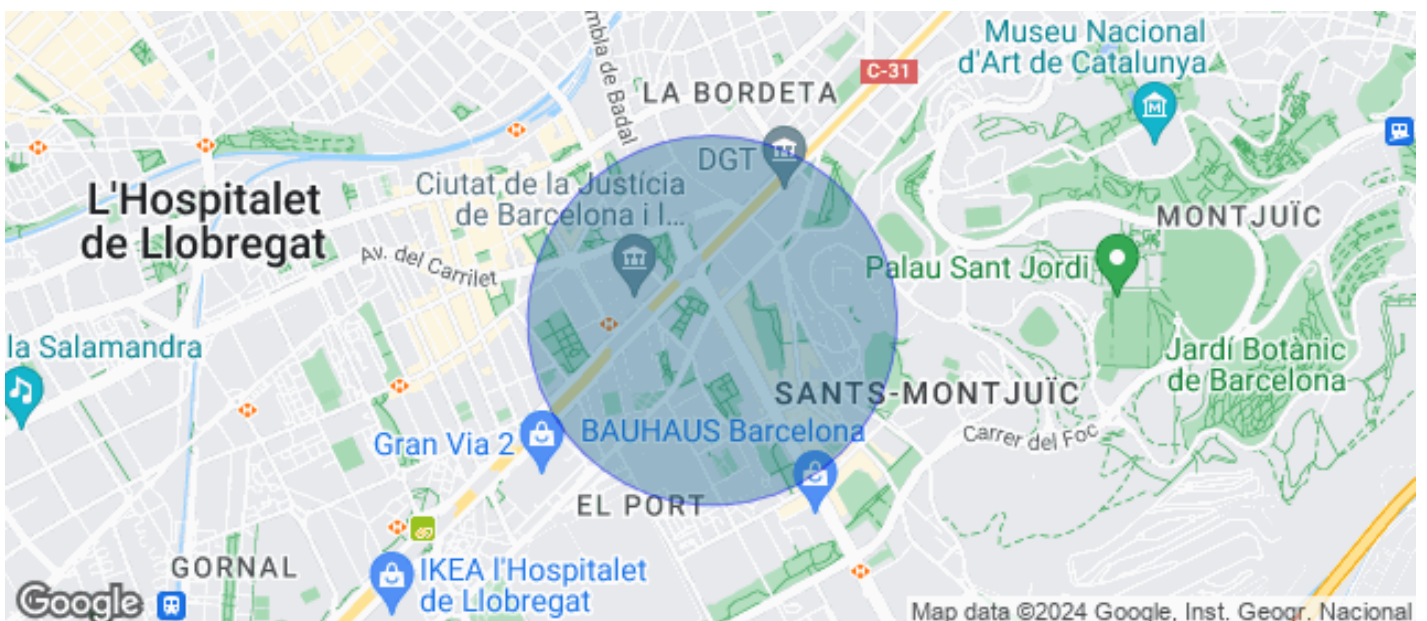 Museu Nacional
d'Art de Catalunya
mbla de Badal
C-31
LA BORDETA
DGT
Ciutat de la Justícia
de Barcelona i l...
L'Hospitalet
de Llobregat
Av. del Carrilet
MONTJUÏC
Palau Sant Jordi
la Salamandra
Jardí Botànic
de Barcelona
SANTS-MONTJUÏC
Gran Via 2
BAUHAUS Barcelona
Carrer del Foc
EL PORT
GORNAL
IKEA l'Hospitalet
de Llobregat
Google
Map data ©2024 Google, Inst. Geogr. Nacional